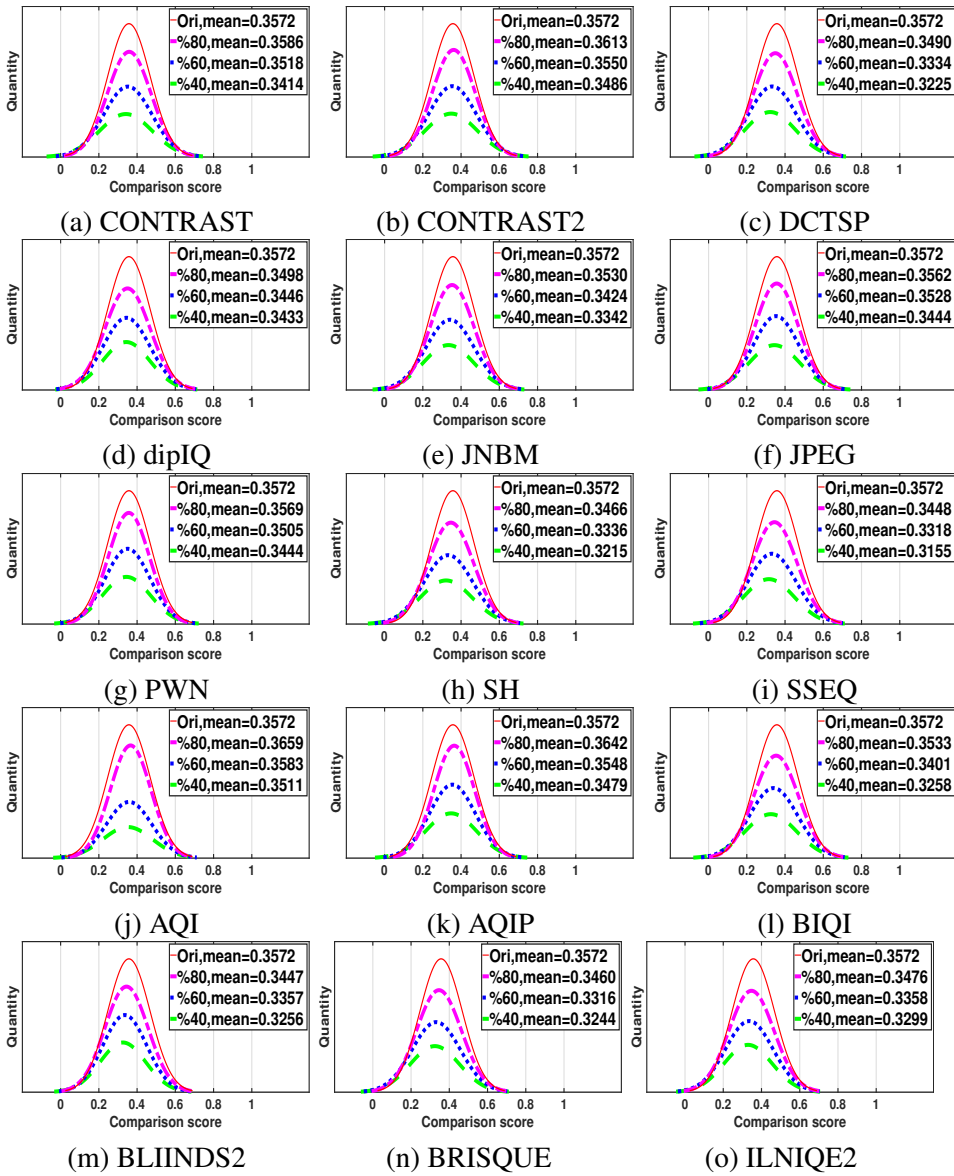 Quantity
Ori,mean=0.3572
%80,mean=0.3586
%60,mean=0.3518
%40,mean=0.3414
0 0.2 0.4 0.6 0.8 1
Comparison score
(a) CONTRAST
Quantity
Ori,mean=0.3572
%80,mean=0.3613
%60,mean=0.3550
%40,mean=0.3486
0 0.2 0.4 0.6 0.8 1
Comparison score
(b) CONTRAST2
Quantity
Ori,mean=0.3572
%80,mean=0.3490
%60,mean=0.3334
%40,mean=0.3225
0 0.2 0.4 0.6 0.8 1
Comparison score
(c) DCTSP
Quantity
Ori,mean=0.3572
%80,mean=0.3498
%60,mean=0.3446
%40,mean=0.3433
0 0.2 0.4 0.6 0.8 1
Comparison score
(d) dipIQ
Quantity
Ori,mean=0.3572
%80,mean=0.3530
%60,mean=0.3424
%40,mean=0.3342
0 0.2 0.4 0.6 0.8 1
Comparison score
(e) JNBM
Quantity
Ori,mean=0.3572
%80,mean=0.3562
%60,mean=0.3528
%40,mean=0.3444
0 0.2 0.4 0.6 0.8 1
Comparison score
(f) JPEG
Quantity
Ori,mean=0.3572
%80,mean=0.3569
%60,mean=0.3505
%40,mean=0.3444
0 0.2 0.4 0.6 0.8 1
Comparison score
(g) PWN
Quantity
Ori,mean=0.3572
%80,mean=0.3466
%60,mean=0.3336
%40,mean=0.3215
0 0.2 0.4 0.6 0.8 1
Comparison score
(h) SH
Quantity
Ori,mean=0.3572
%80,mean=0.3448
%60,mean=0.3318
%40,mean=0.3155
0 0.2 0.4 0.6 0.8 1
Comparison score
(i) SSEQ
Quantity
Ori,mean=0.3572
%80,mean=0.3659
%60,mean=0.3583
%40,mean=0.3511
0 0.2 0.4 0.6 0.8 1
Comparison score
(j) AQI
Quantity
Ori,mean=0.3572
%80,mean=0.3642
%60,mean=0.3548
%40,mean=0.3479
0 0.2 0.4 0.6 0.8 1
Comparison score
(k) AQIP
Quantity
Ori,mean=0.3572
%80,mean=0.3533
%60,mean=0.3401
%40,mean=0.3258
0 0.2 0.4 0.6 0.8 1
Comparison score
(l) BIQI
Quantity
Ori,mean=0.3572
%80,mean=0.3447
%60,mean=0.3357
%40,mean=0.3256
0 0.2 0.4 0.6 0.8 1
Comparison score
(m) BLIINDS2
Quantity
Ori,mean=0.3572
%80,mean=0.3460
%60,mean=0.3316
%40,mean=0.3244
0 0.2 0.4 0.6 0.8 1
Comparison score
(n) BRISQUE
Quantity
Ori,mean=0.3572
%80,mean=0.3476
%60,mean=0.3358
%40,mean=0.3299
0 0.2 0.4 0.6 0.8 1
Comparison score
(o) ILNIQE2